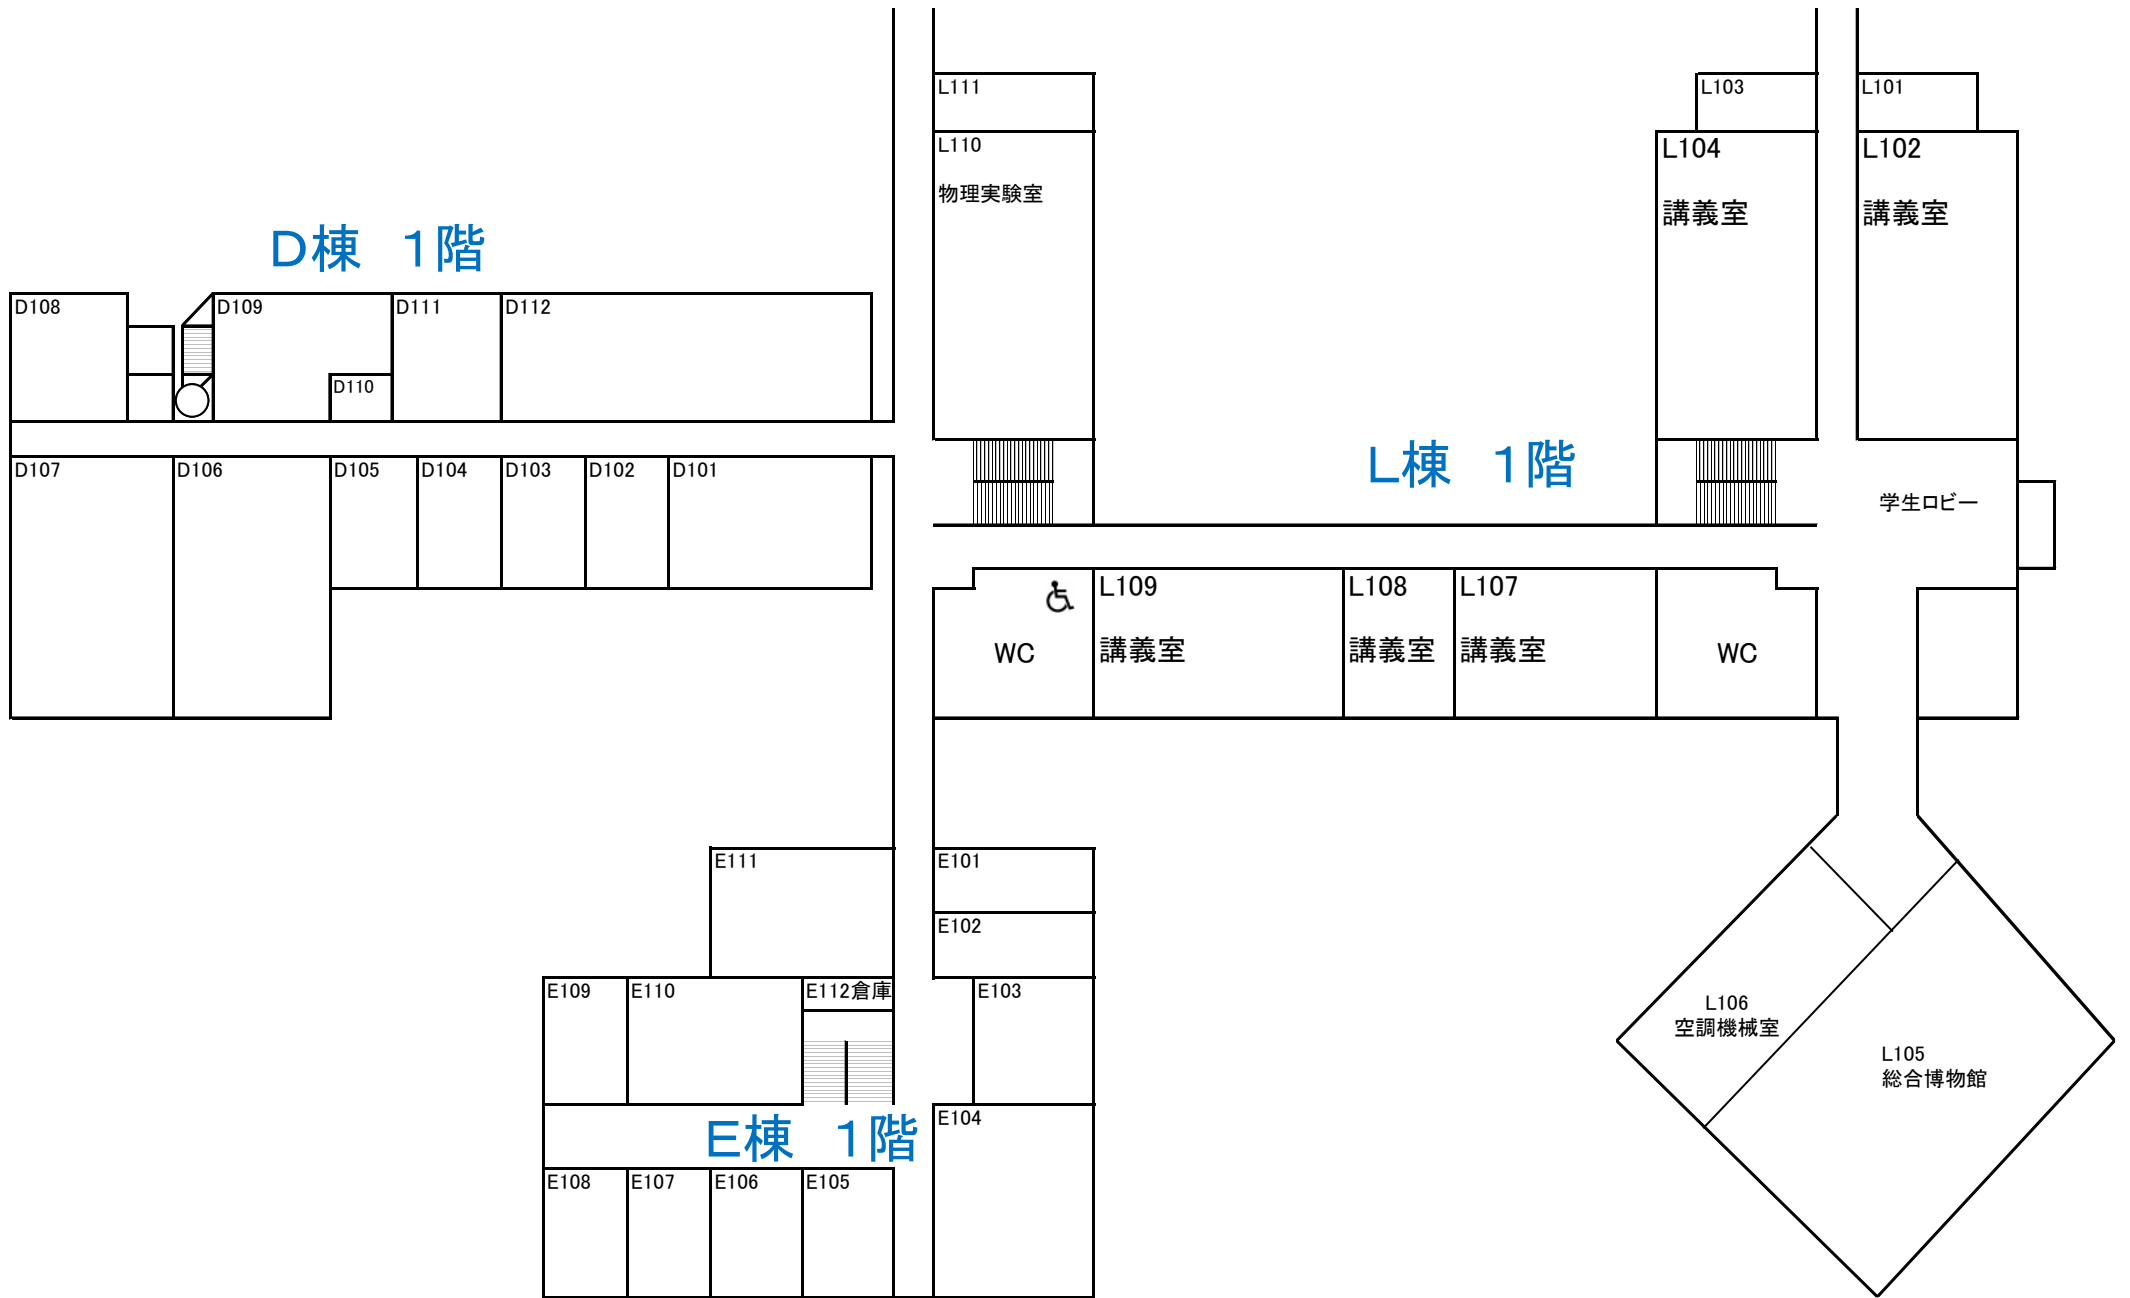 L111
L103
L101
L110
物理実験室
L104
講義室
L102
講義室
D棟 1階
D108
D109
D111
D112
D110
D107
D106
D105
D104
D103
D102
D101
L棟 1階
学生ロビー
L109
講義室
L108
講義室
L107
講義室
WC
WC
E111
E101
E102
E109
E110
E112倉庫
E103
L106
空調機械室
L105
総合博物館
E104
E棟 1階
E108
E107
E106
E105